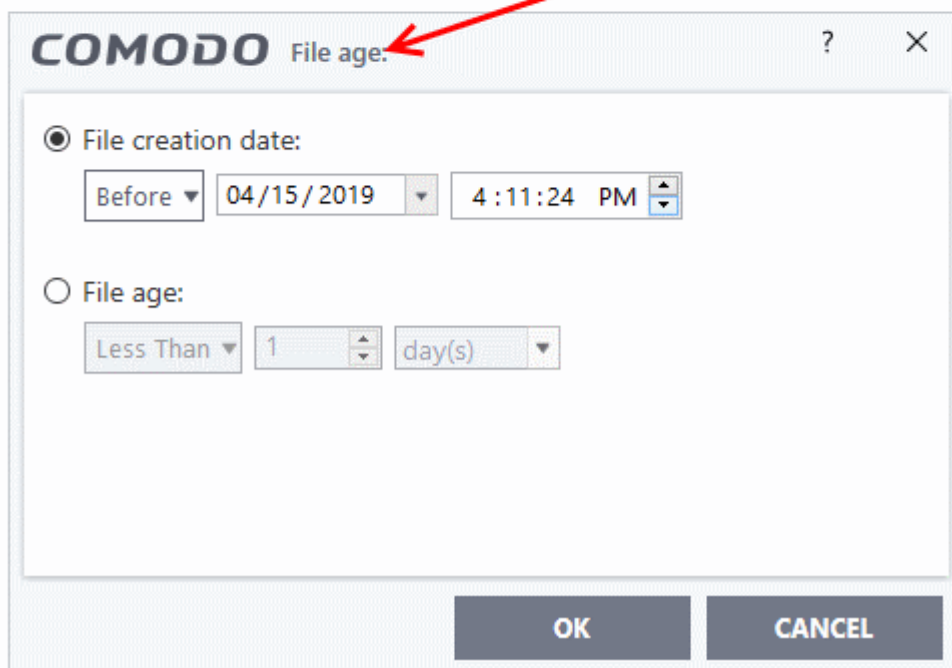 COMODO File age: ? ×
File creation date:
Before 04/15/2019 4:11:24 PM
File age:
Less Than 1 day(s)
OK CANCEL